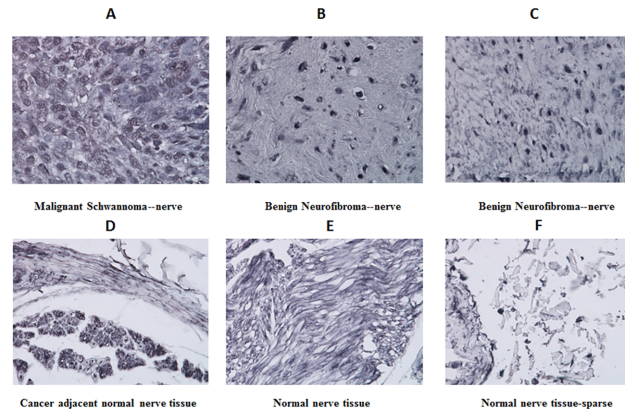 A B C
Malignant Schwannoma--nerve Benign Neurofibroma--nerve Benign Neurofibroma--nerve
D E F
Cancer adjacent normal nerve tissue Normal nerve tissue Normal nerve tissue-sparse